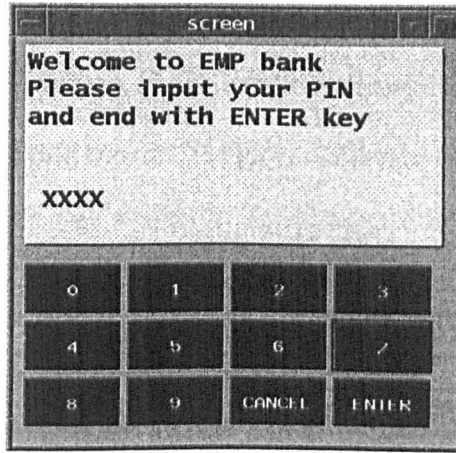 screen
Welcome to EMP bank
Please input your PIN
and end with ENTER key
XXXX
0 1 2 3
4 5 6 7
8 9 CANCEL ENTER